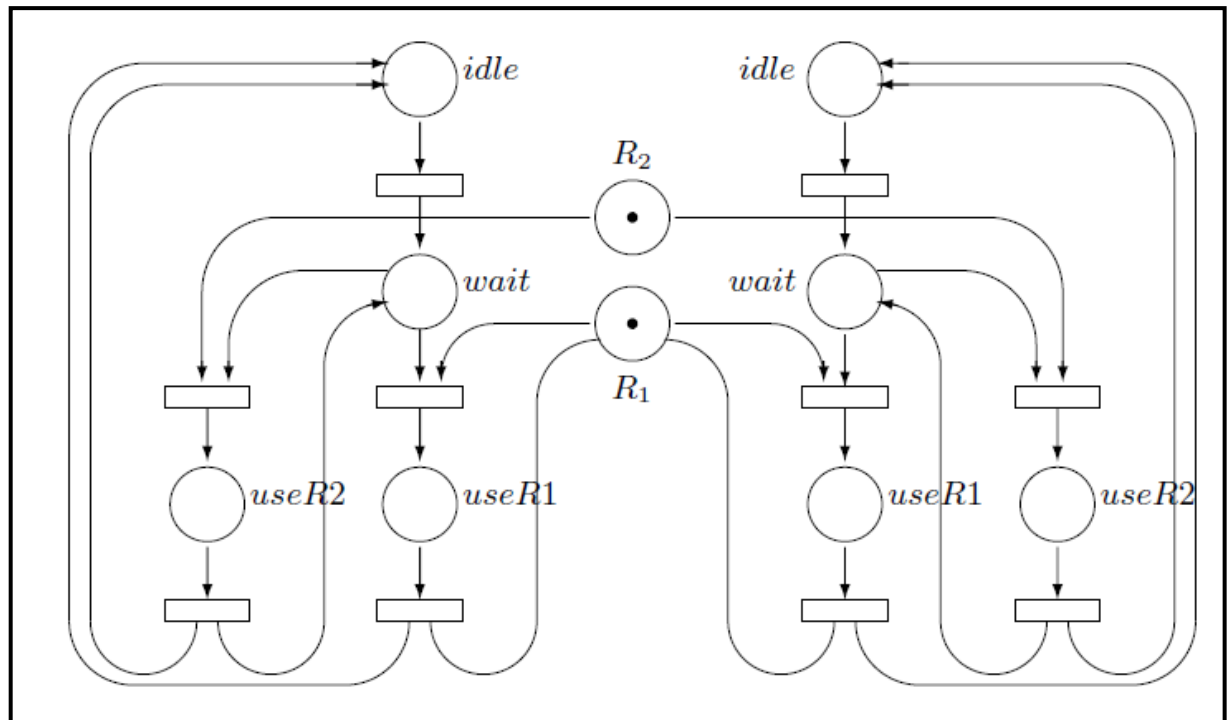 idle
idle
R₂
wait
wait
R₁
useR2
useR1
useR1
useR2